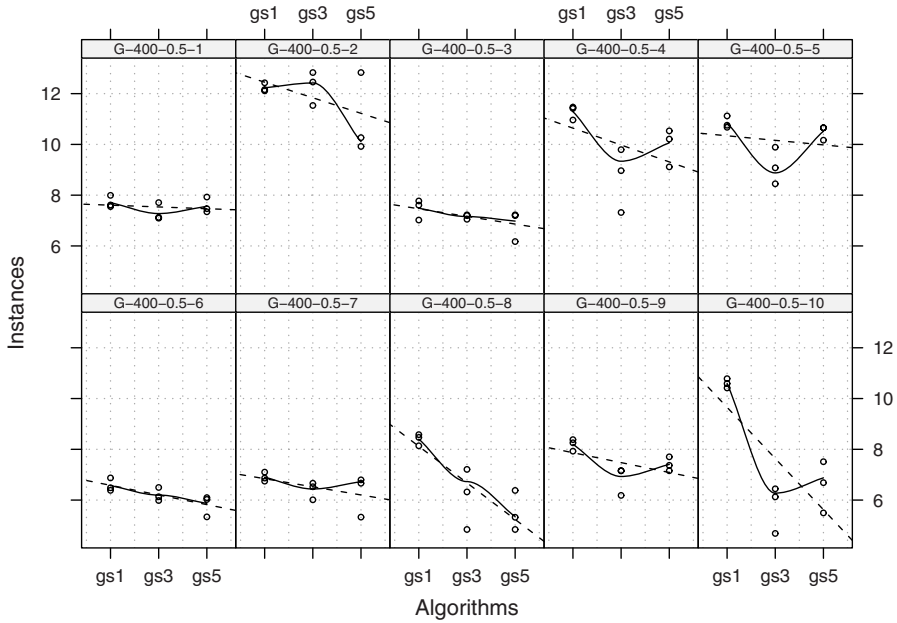 gs1 gs3 gs5 gs1 gs3 gs5
G−400−0.5−1 G−400−0.5−2 G−400−0.5−3 G−400−0.5−4 G−400−0.5−5
12
10
8
6
G−400−0.5−6 G−400−0.5−7 G−400−0.5−8 G−400−0.5−9 G−400−0.5−10
12
10
8
6
gs1 gs3 gs5 gs1 gs3 gs5 gs1 gs3 gs5
Instances
Algorithms